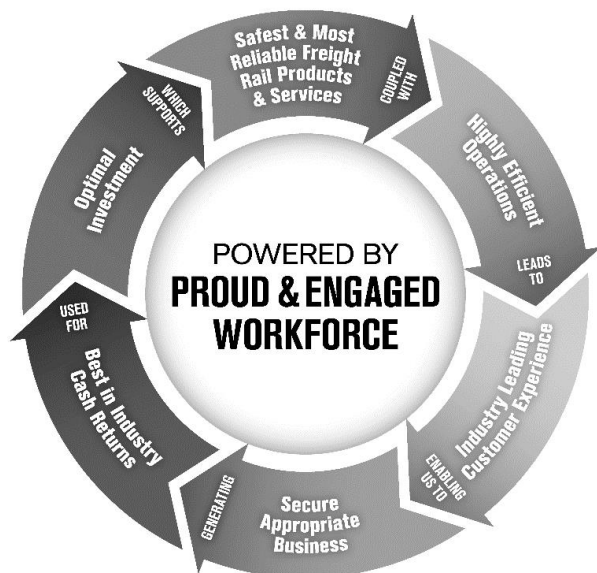 Safest & Most
Reliable Freight
Rail Products
& Services
COUPLED
WITH
Highly Efficient
Operations
LEADS
TO
Industry Leading
Customer Experience
ENABLING
US TO
Secure
Appropriate
Business
GENERATING
Best in Industry
Cash Returns
USED
FOR
Optimal
Investment
WHICH
SUPPORTS
POWERED BY
PROUD & ENGAGED
WORKFORCE